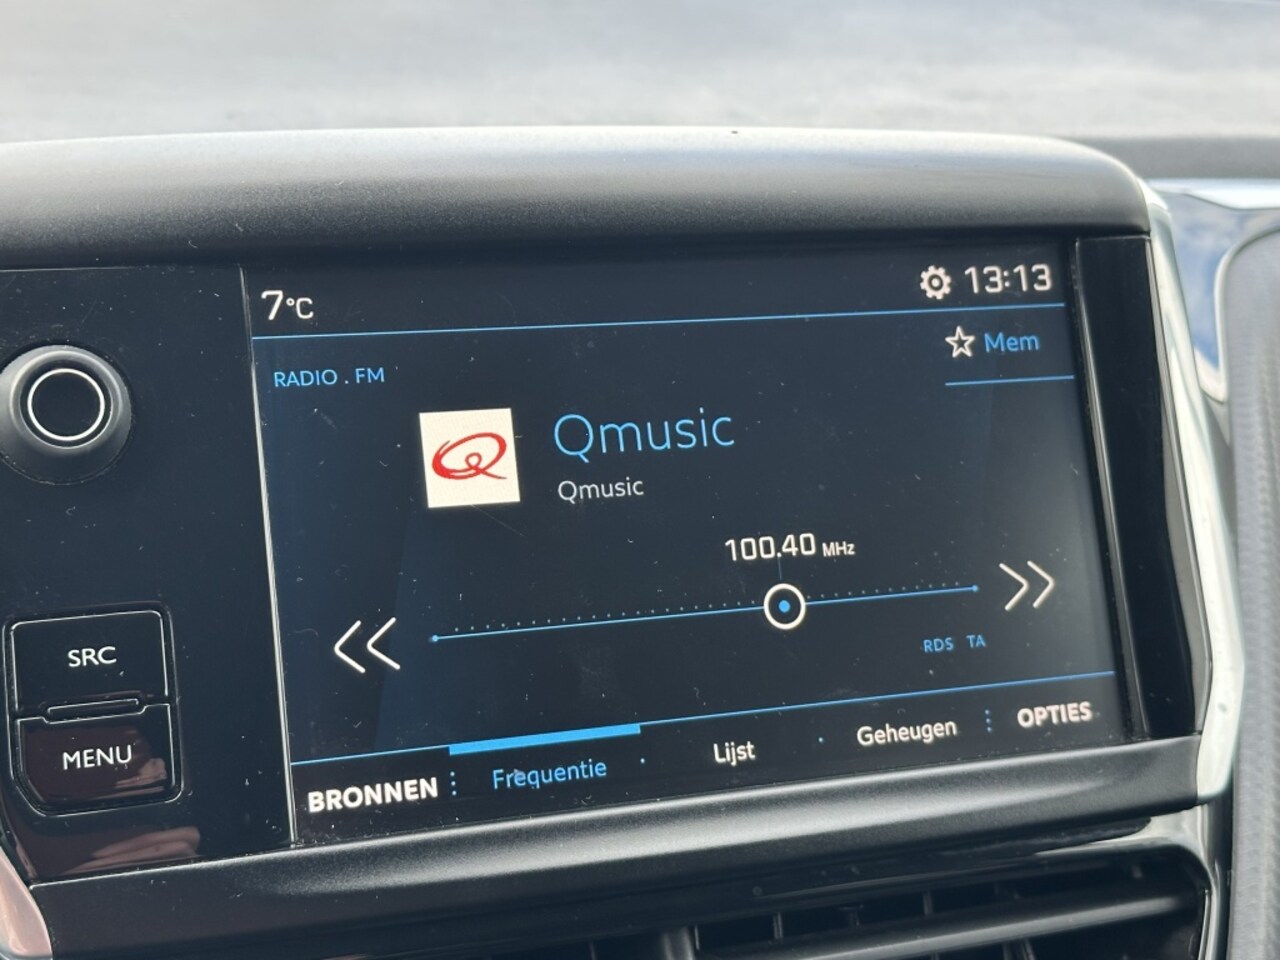 7°C
13:13
Mem
RADIO . FM
Q
Qmusic
Qmusic
100.40 MHz
SRC
RDS TA
MENU
BRONNEN Frequentie Lijst Geheugen OPTIES